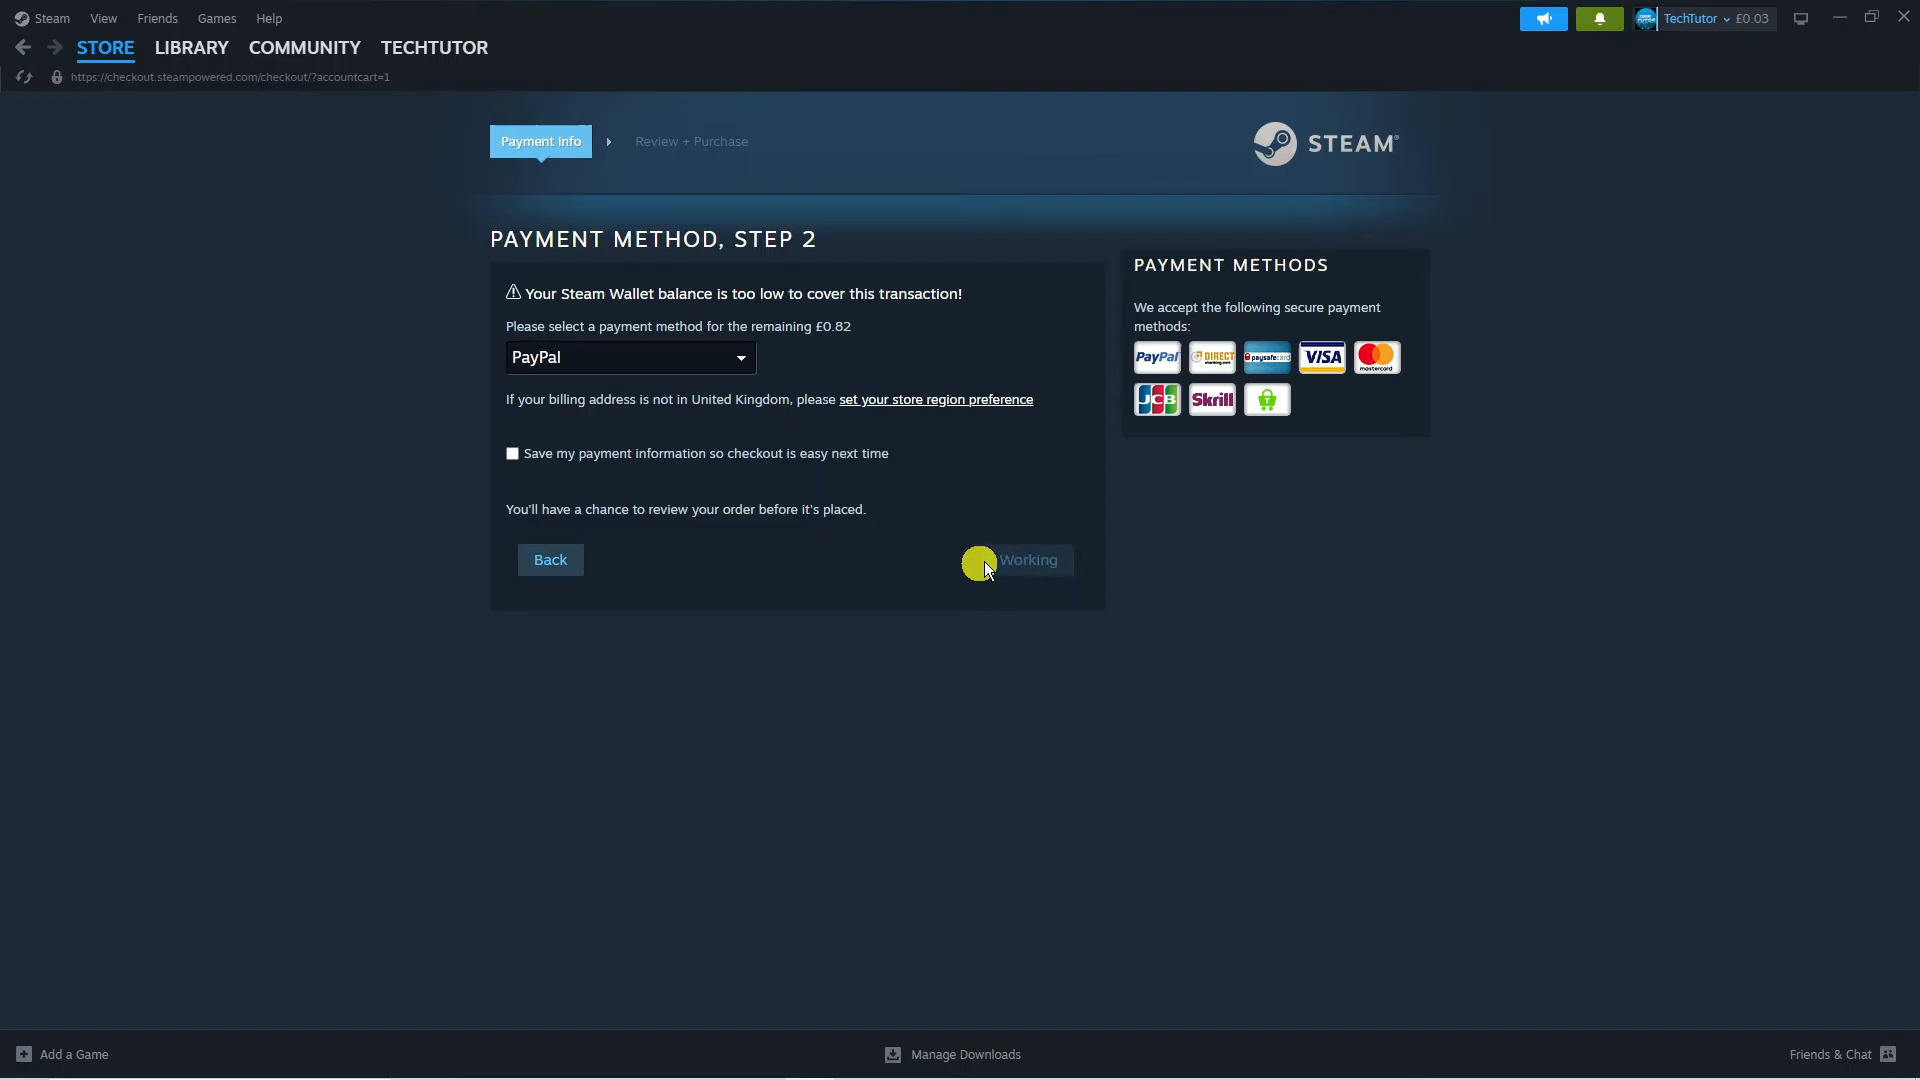 Steam View Friends Games Help
TechTutor £0.03
STORE LIBRARY COMMUNITY TECHTUTOR
https://checkout.steampowered.com/checkout/?accountcart=1
Payment Info Review + Purchase
STEAM®
PAYMENT METHOD, STEP 2
Your Steam Wallet balance is too low to cover this transaction!
Please select a payment method for the remaining £0.82
PayPal
If your billing address is not in United Kingdom, please set your store region preference
Save my payment information so checkout is easy next time
You'll have a chance to review your order before it's placed.
Back
Working
PAYMENT METHODS
We accept the following secure payment
methods:
PayPal DIRECT paysafecard VISA mastercard
JCB Skrill
Add a Game
Manage Downloads
Friends & Chat